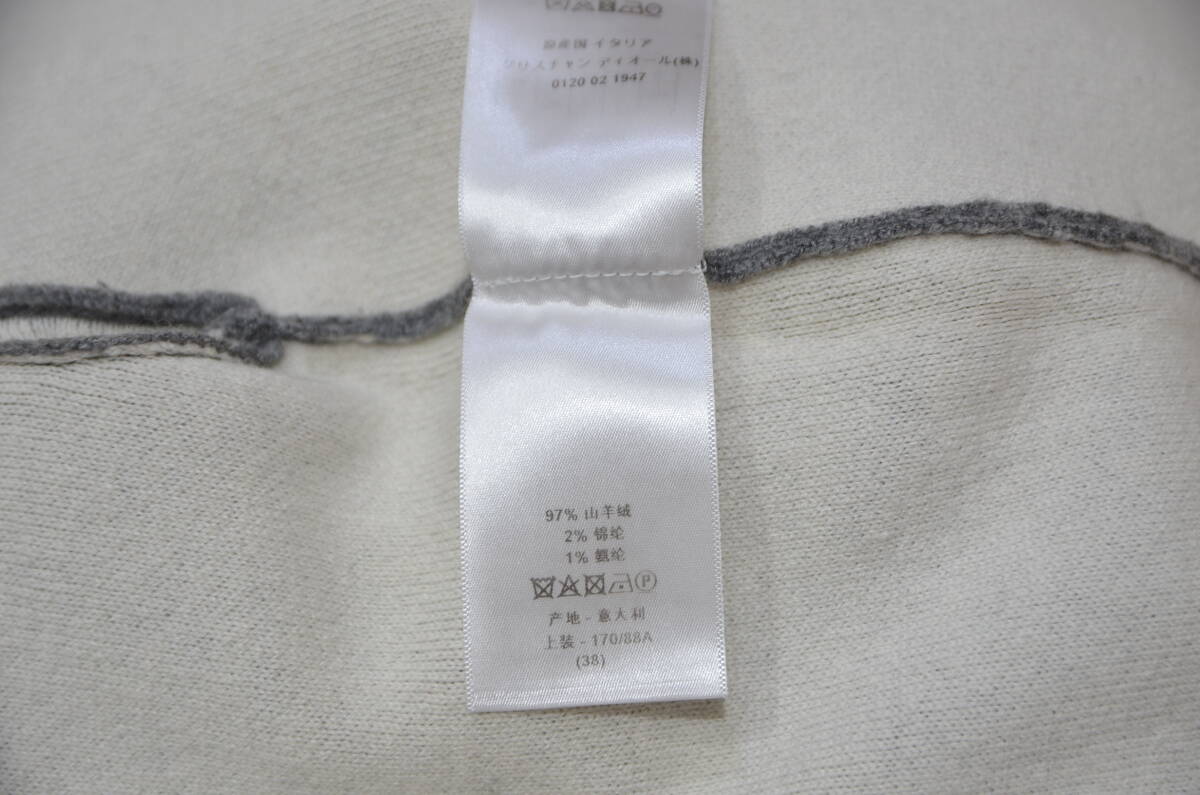 原産国 イタリア
クリスチャン ディオール(株)
0120 02 1947
97% 山羊绒
2% 锦纶
1% 氨纶
P
产地 - 意大利
上装 - 170/88A
(38)